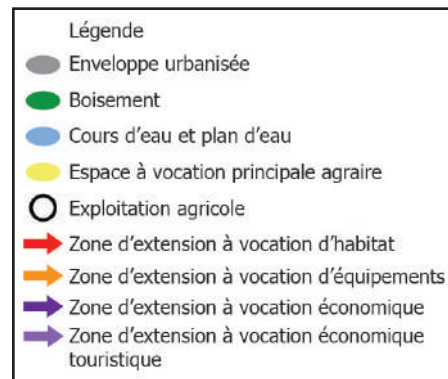 Légende
Enveloppe urbanisée
Boisement
Cours d'eau et plan d'eau
Espace à vocation principale agraire
Exploitation agricole
Zone d'extension à vocation d'habitat
Zone d'extension à vocation d'équipements
Zone d'extension à vocation économique
Zone d'extension à vocation économique
touristique